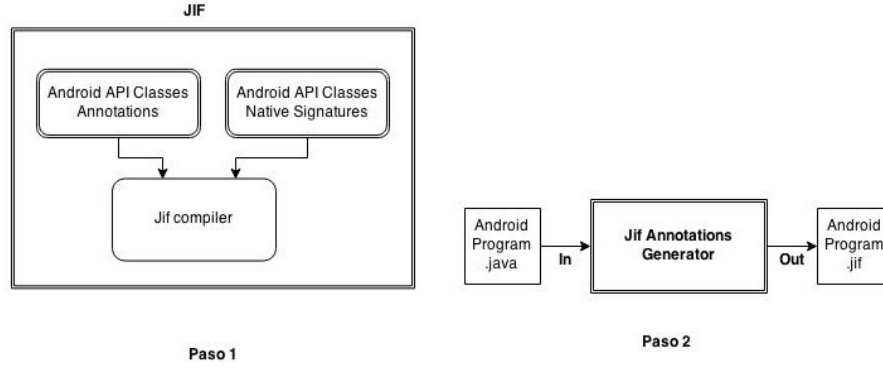 JIF
Android API Classes
Annotations
Android API Classes
Native Signatures
Jif compiler
Paso 1
Android
Program
.java
In
Jif Annotations
Generator
Out
Android
Program
.jif
Paso 2